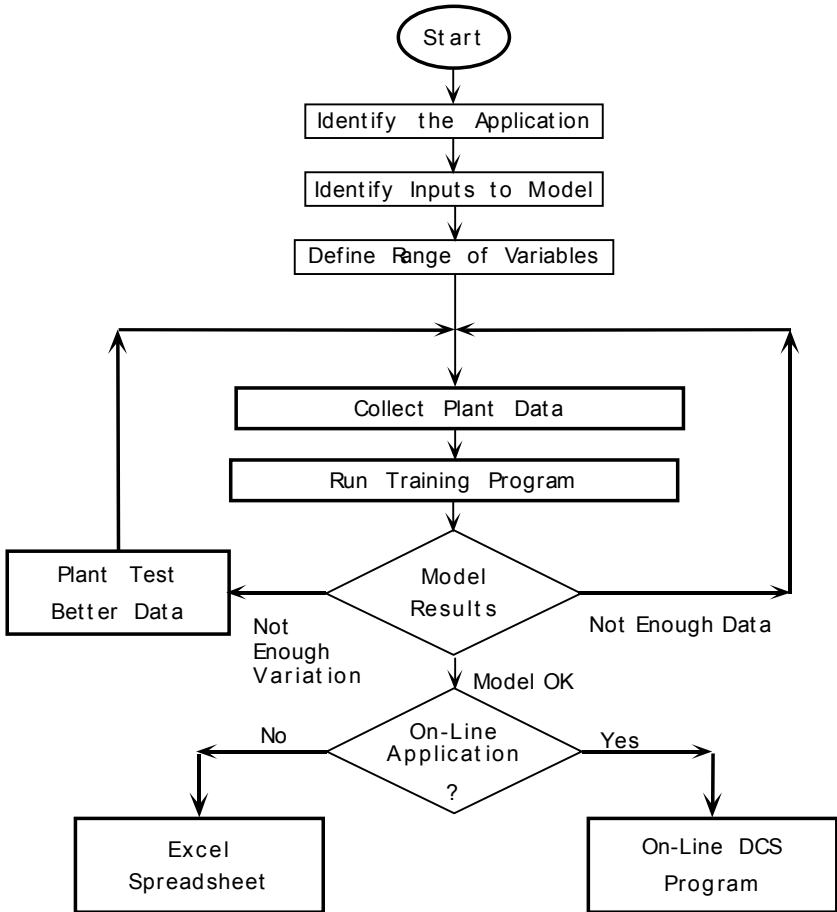 Start
Identify the Application
Identify Inputs to Model
Define Range of Variables
Collect Plant Data
Run Training Program
Model
Results
Plant Test
Better Data
Not
Enough
Variation
Not Enough Data
Model OK
On-Line
Application
?
No
Yes
Excel
Spreadsheet
On-Line DCS
Program